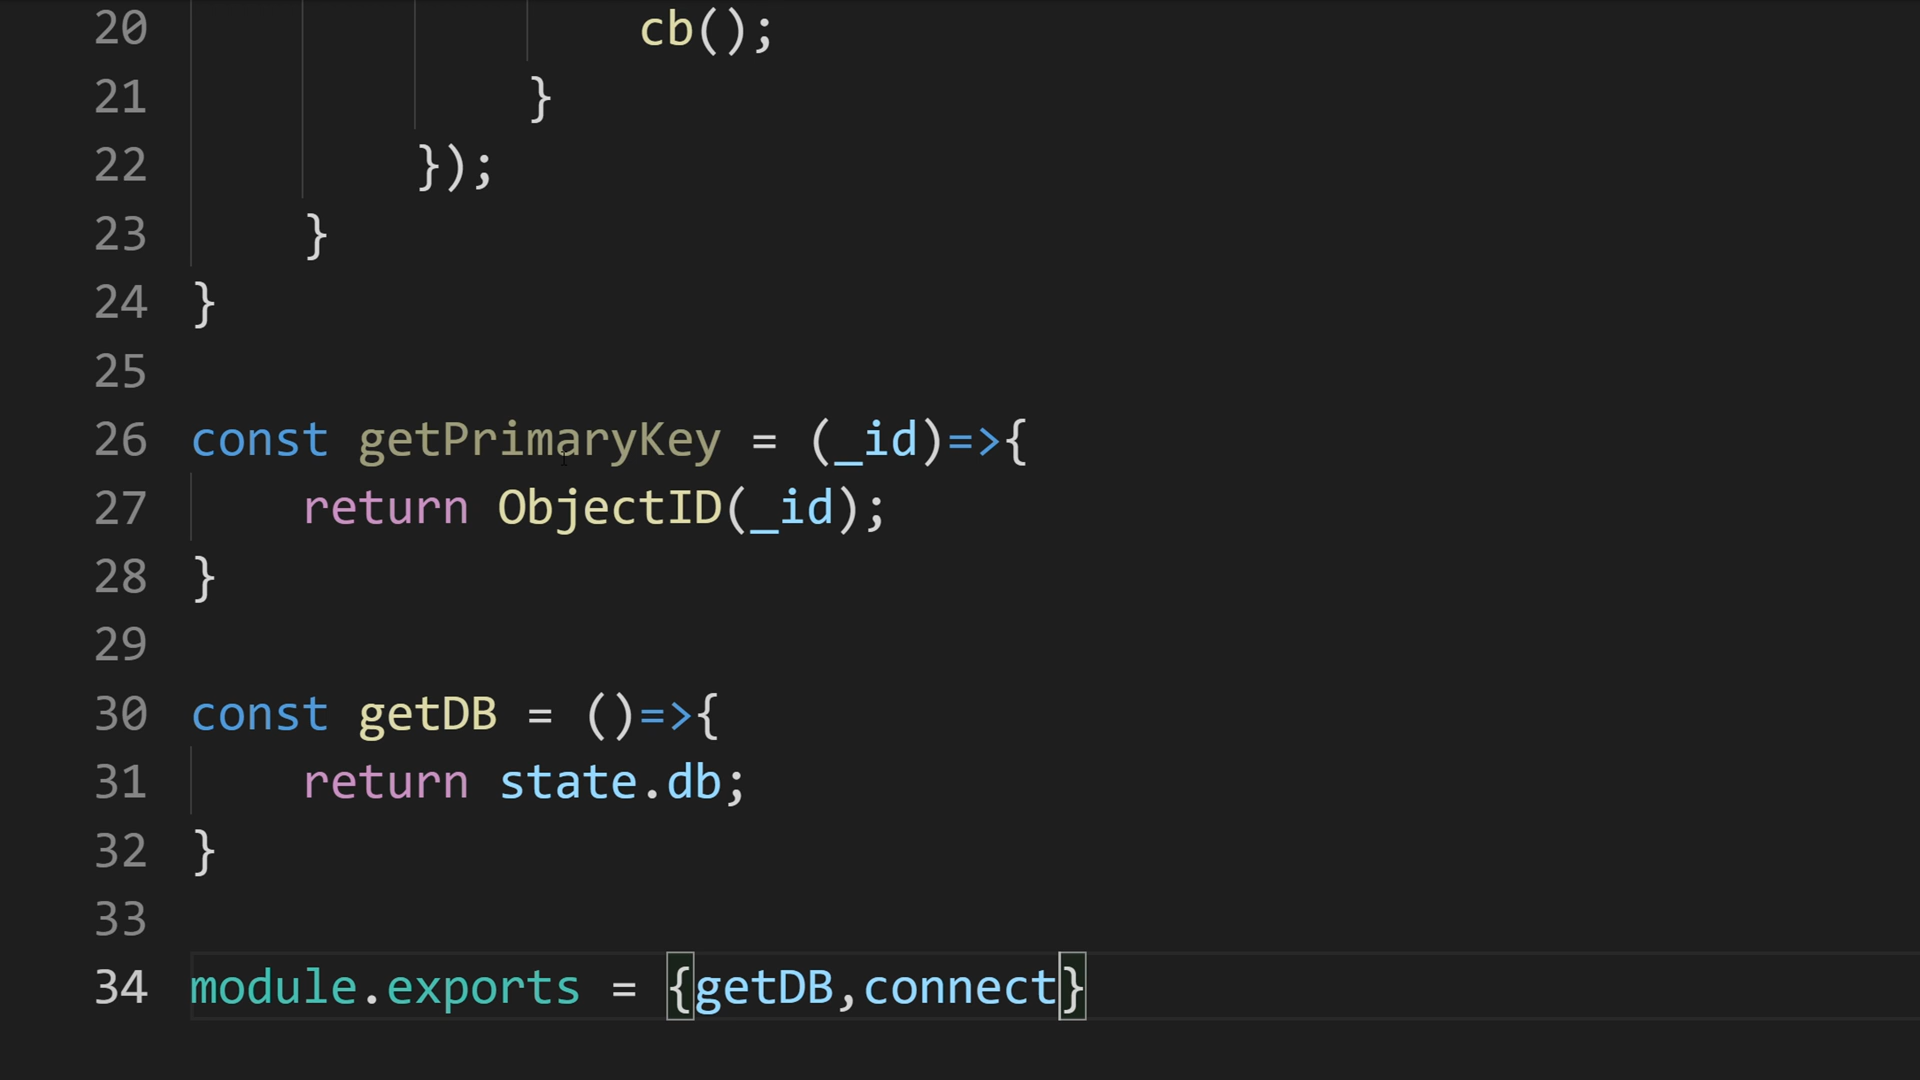 20 cb();
21 }
22 });
23 }
24 }
25
26 const getPrimaryKey = (_id)=>{
27 return ObjectID(_id);
28 }
29
30 const getDB = ()=>{
31 return state.db;
32 }
33
34 module.exports = {getDB,connect}